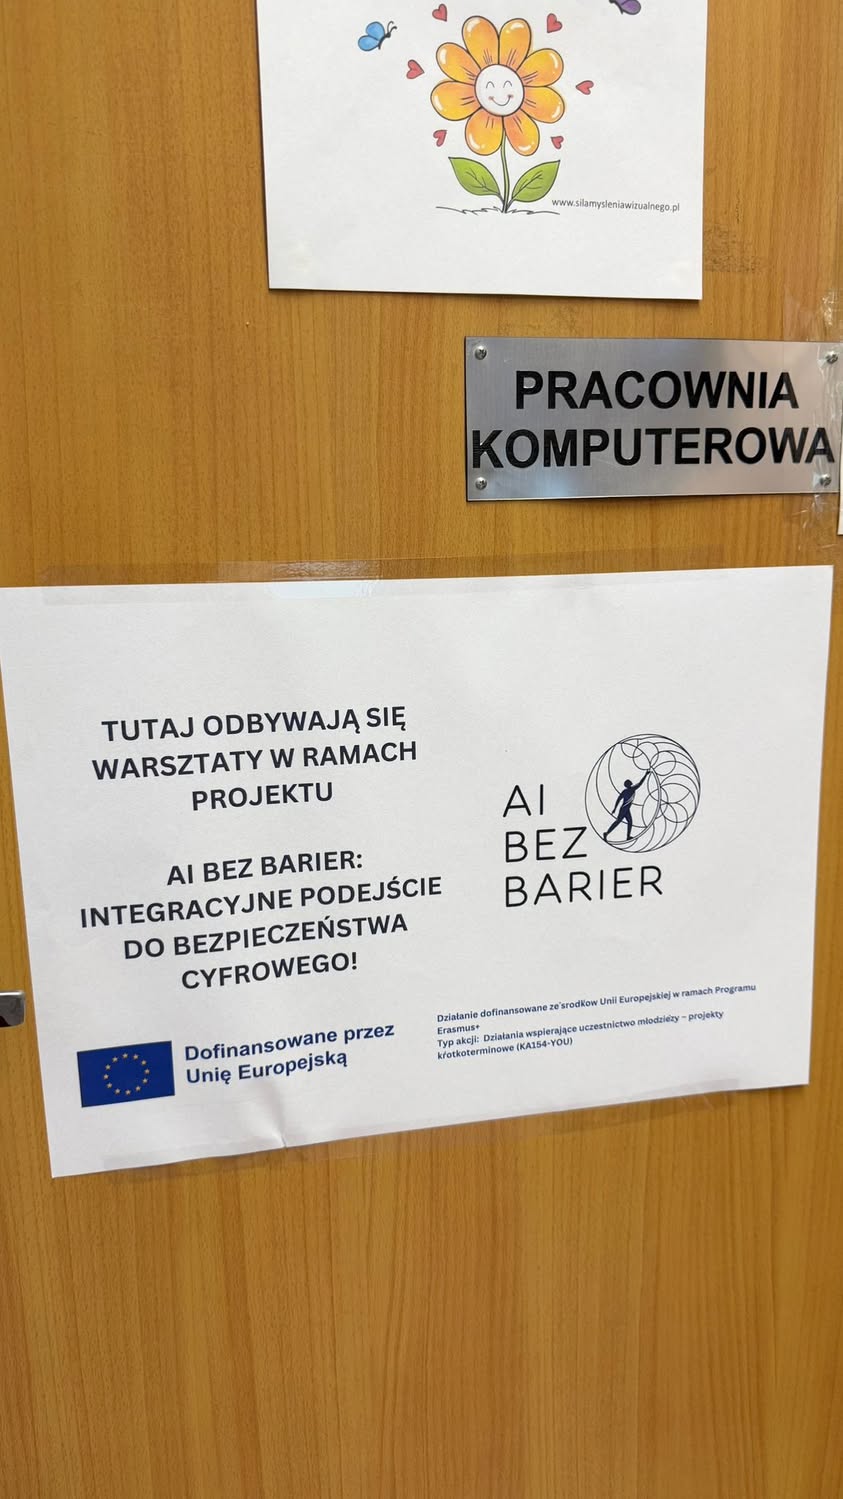 www.silamysleniawizualnego.pl
PRACOWNIA
KOMPUTEROWA
TUTAJ ODBYWAJĄ SIĘ
WARSZTATY W RAMACH
PROJEKTU
AI BEZ BARIER:
INTEGRACYJNE PODEJŚCIE
DO BEZPIECZEŃSTWA
CYFROWEGO!
AI
BEZ
BARIER
Dofinansowane przez
Unię Europejską
Działanie dofinansowane ze środków Unii Europejskiej w ramach Programu
Erasmus+
Typ akcji: Działania wspierające uczestnictwo młodzieży – projekty
krótkoterminowe (KA154-YOU)